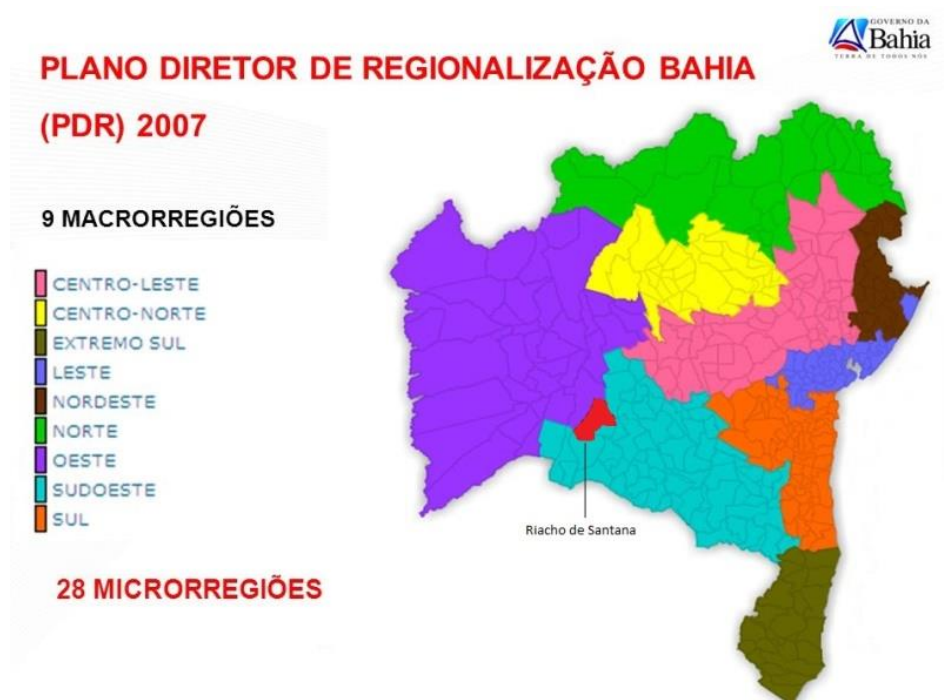 GOVERNO DA
Bahia
TERRA DE TODOS NÓS
PLANO DIRETOR DE REGIONALIZAÇÃO BAHIA
(PDR) 2007
9 MACRORREGIÕES
CENTRO-LESTE
CENTRO-NORTE
EXTREMO SUL
LESTE
NORDESTE
NORTE
OESTE
SUDOESTE
SUL
Riacho de Santana
28 MICRORREGIÕES